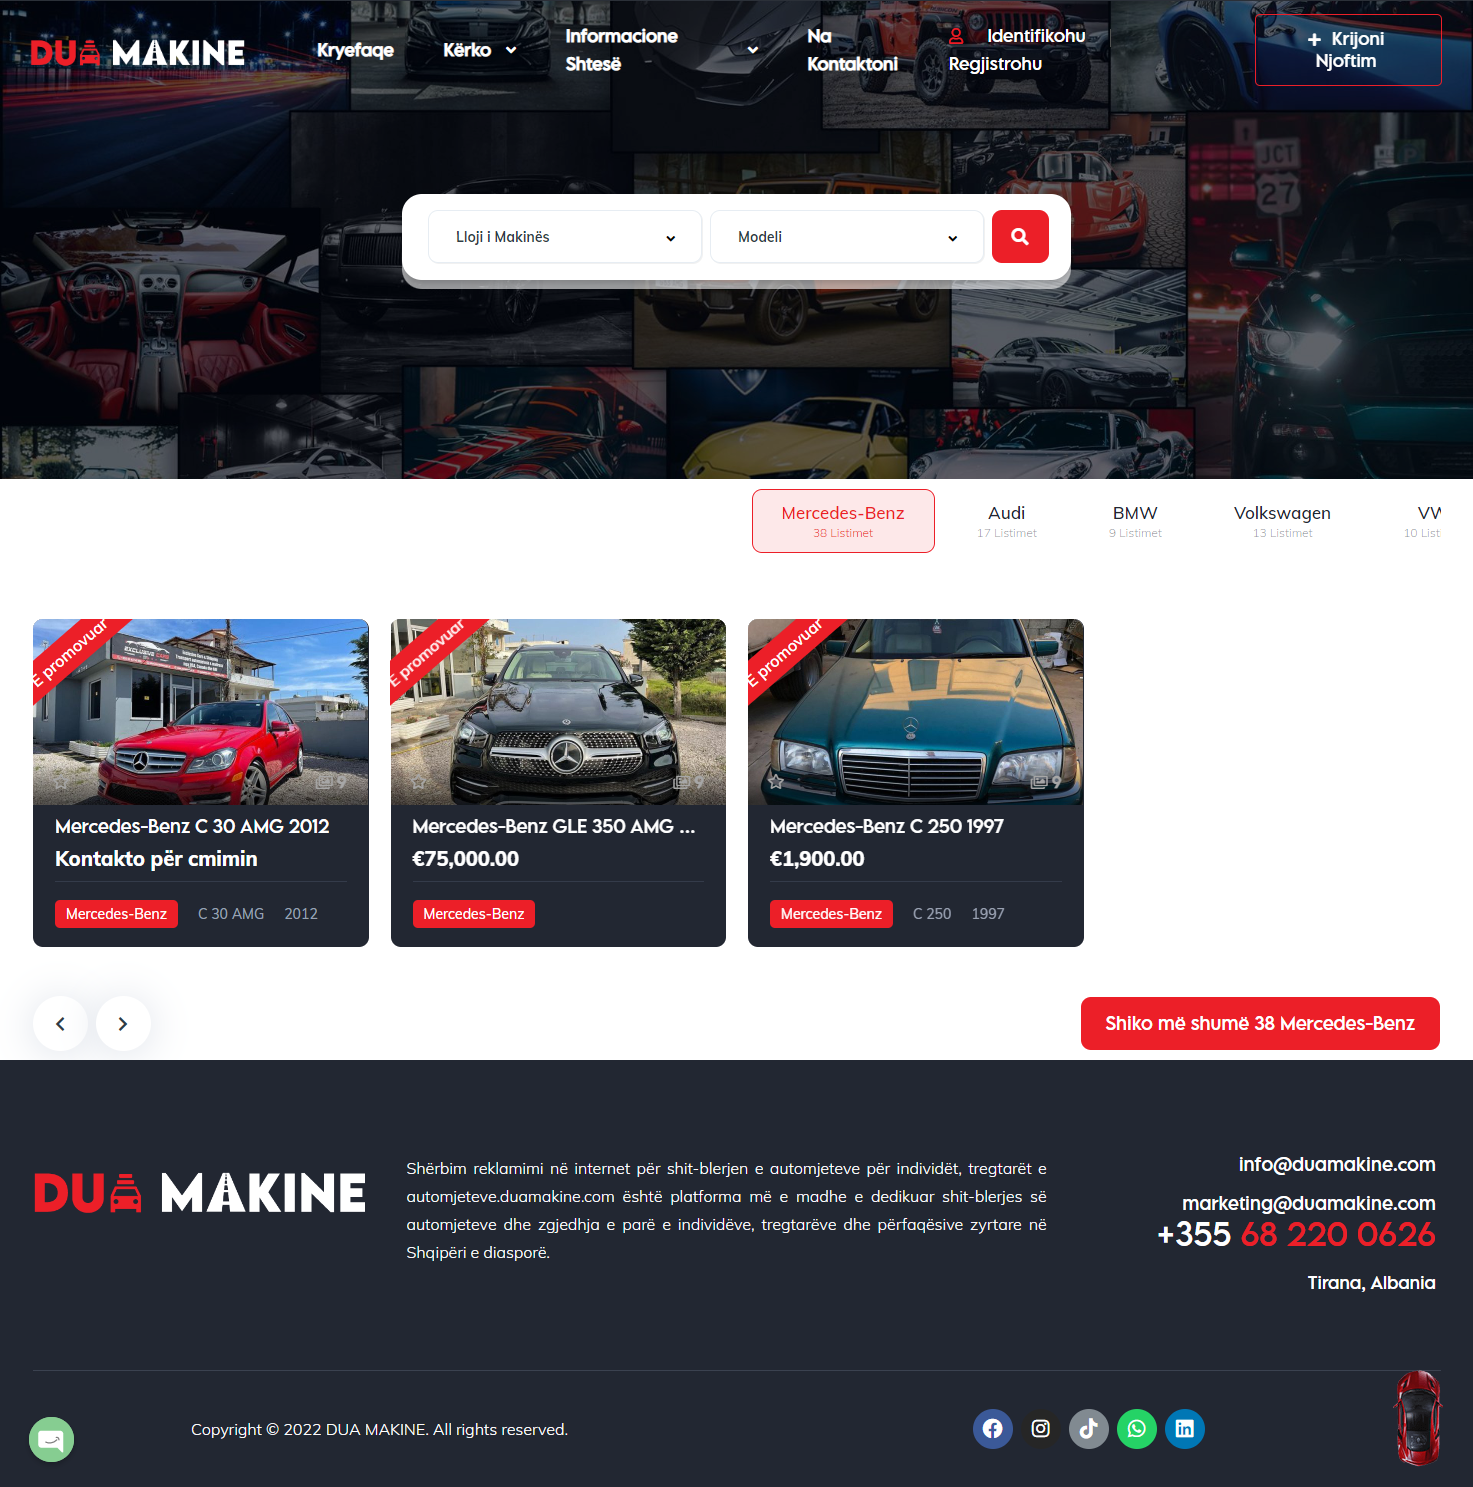 DUA MAKINE
Kryefaqe
Kërko
Informacione
Shtesë
Na
Kontaktoni
Identifikohu
Regjistrohu
+ Krijoni
Njoftim
JCT
27
Lloji i Makinës
Modeli
Mercedes-Benz
38 Listimet
Audi
17 Listimet
BMW
9 Listimet
Volkswagen
13 Listimet
VW
10 List
E promovuar
EXCLUSIVE CARS
9
Mercedes-Benz C 30 AMG 2012
Kontakto për cmimin
Mercedes-Benz C 30 AMG 2012
E promovuar
9
Mercedes-Benz GLE 350 AMG ...
€75,000.00
Mercedes-Benz
E promovuar
9
Mercedes-Benz C 250 1997
€1,900.00
Mercedes-Benz C 250 1997
Shiko më shumë 38 Mercedes-Benz
DUA MAKINE
Shërbim reklamimi në internet për shit-blerjen e automjeteve për individët, tregtarët e
automjeteve.duamakine.com është platforma më e madhe e dedikuar shit-blerjes së
automjeteve dhe zgjedhja e parë e individëve, tregtarëve dhe përfaqësive zyrtare në
Shqipëri e diasporë.
info@duamakine.com
marketing@duamakine.com
+355 68 220 0626
Tirana, Albania
Copyright © 2022 DUA MAKINE. All rights reserved.